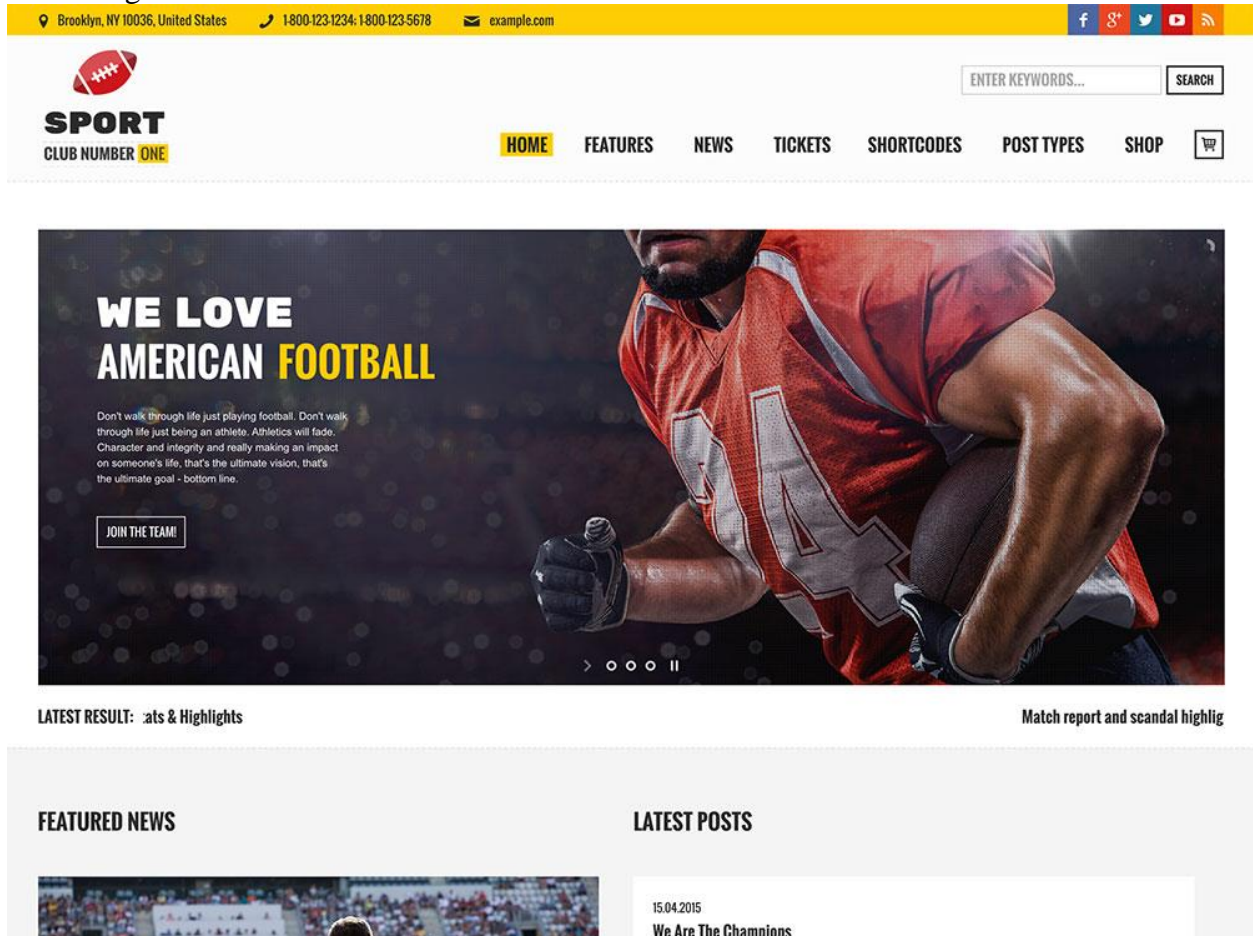 Brooklyn, NY 10036, United States
1-800-123-1234; 1-800-123-5678
example.com
f 8+
SPORT
CLUB NUMBER ONE
ENTER KEYWORDS...
SEARCH
HOME FEATURES NEWS TICKETS SHORTCODES POST TYPES SHOP
WE LOVE
AMERICAN FOOTBALL
Don't walk through life just playing football. Don't walk
through life just being an athlete. Athletics will fade.
Character and integrity and really making an impact
on someone's life, that's the ultimate vision, that's
the ultimate goal - bottom line.
JOIN THE TEAM!
24
LATEST RESULT: ats & Highlights
Match report and scandal highlig
FEATURED NEWS
LATEST POSTS
15.04.2015
We Are The Champions